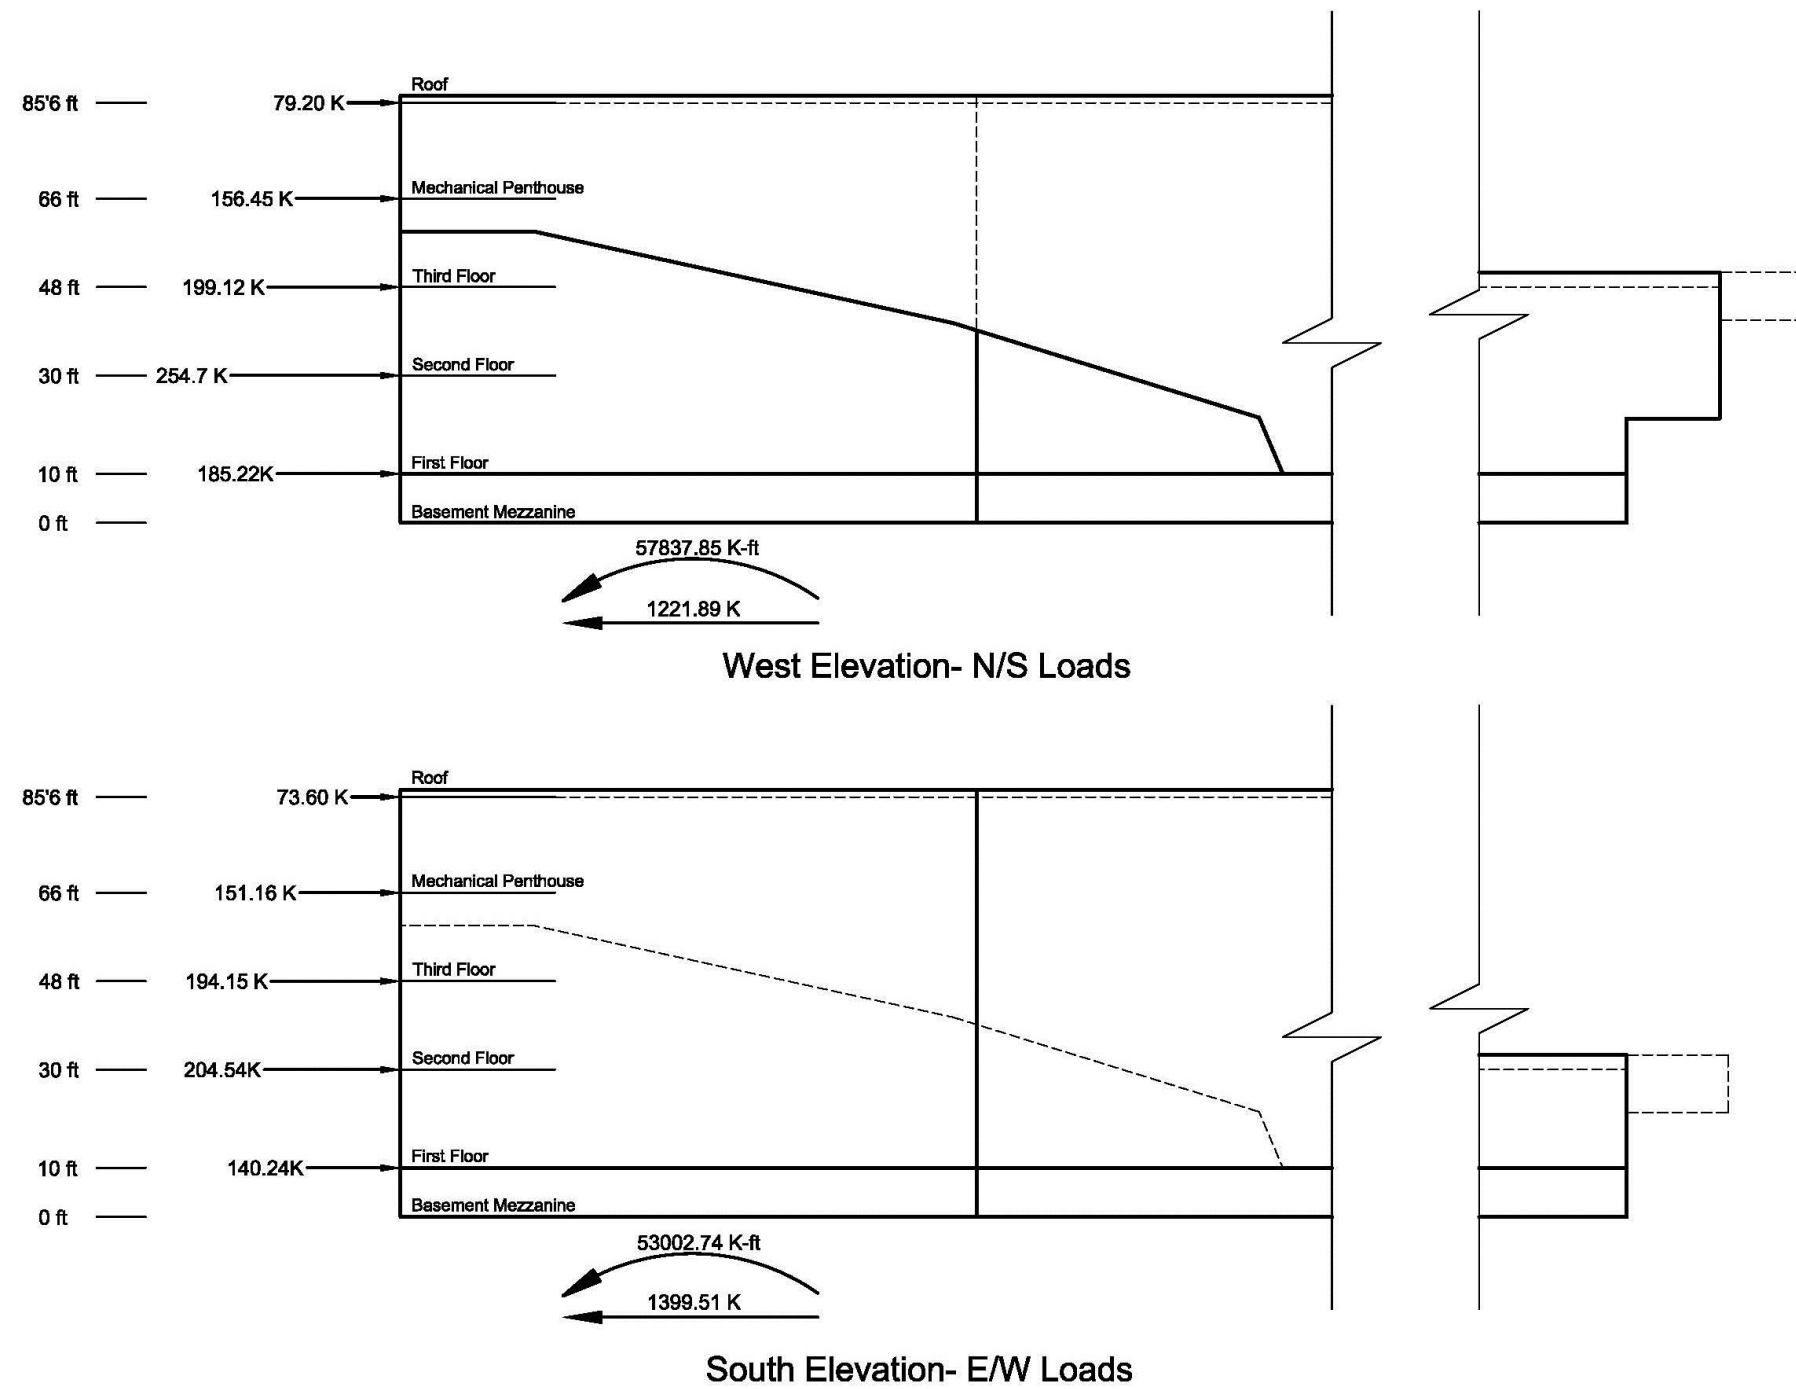 Roof
85'6 ft 79.20 K
Mechanical Penthouse
66 ft 156.45 K
Third Floor
48 ft 199.12 K
Second Floor
30 ft 254.7 K
First Floor
10 ft 185.22K
Basement Mezzanine
0 ft
57837.85 K-ft
1221.89 K
West Elevation- N/S Loads
Roof
85'6 ft 73.60 K
Mechanical Penthouse
66 ft 151.16 K
Third Floor
48 ft 194.15 K
Second Floor
30 ft 204.54K
First Floor
10 ft 140.24K
Basement Mezzanine
0 ft
53002.74 K-ft
1399.51 K
South Elevation- E/W Loads